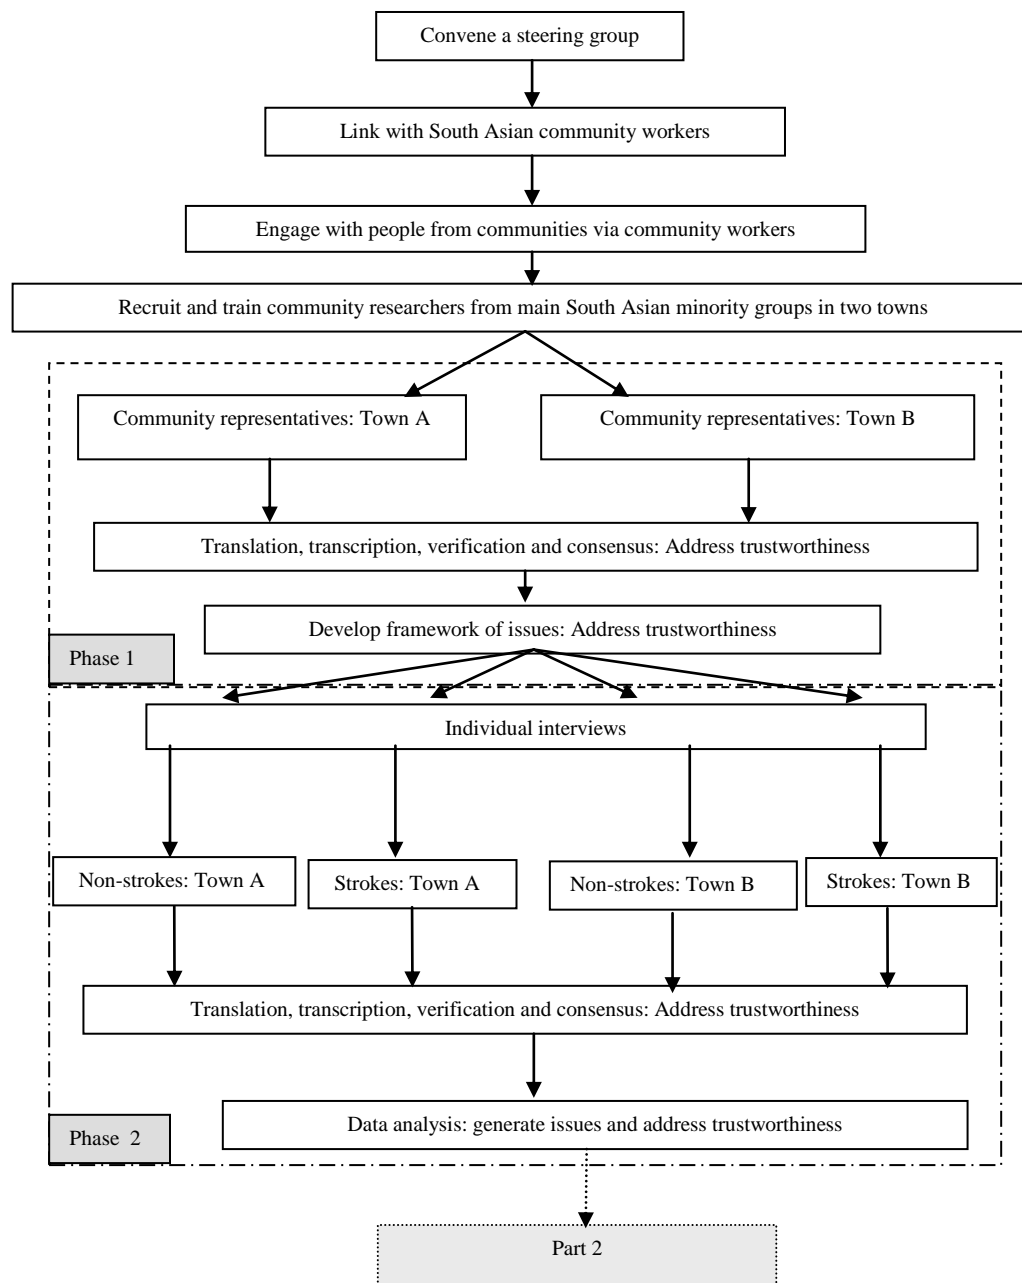 Convene a steering group
Link with South Asian community workers
Engage with people from communities via community workers
Recruit and train community researchers from main South Asian minority groups in two towns
Community representatives: Town A
Community representatives: Town B
Translation, transcription, verification and consensus: Address trustworthiness
Develop framework of issues: Address trustworthiness
Phase 1
Individual interviews
Non-strokes: Town A
Strokes: Town A
Non-strokes: Town B
Strokes: Town B
Translation, transcription, verification and consensus: Address trustworthiness
Data analysis: generate issues and address trustworthiness
Phase 2
Part 2